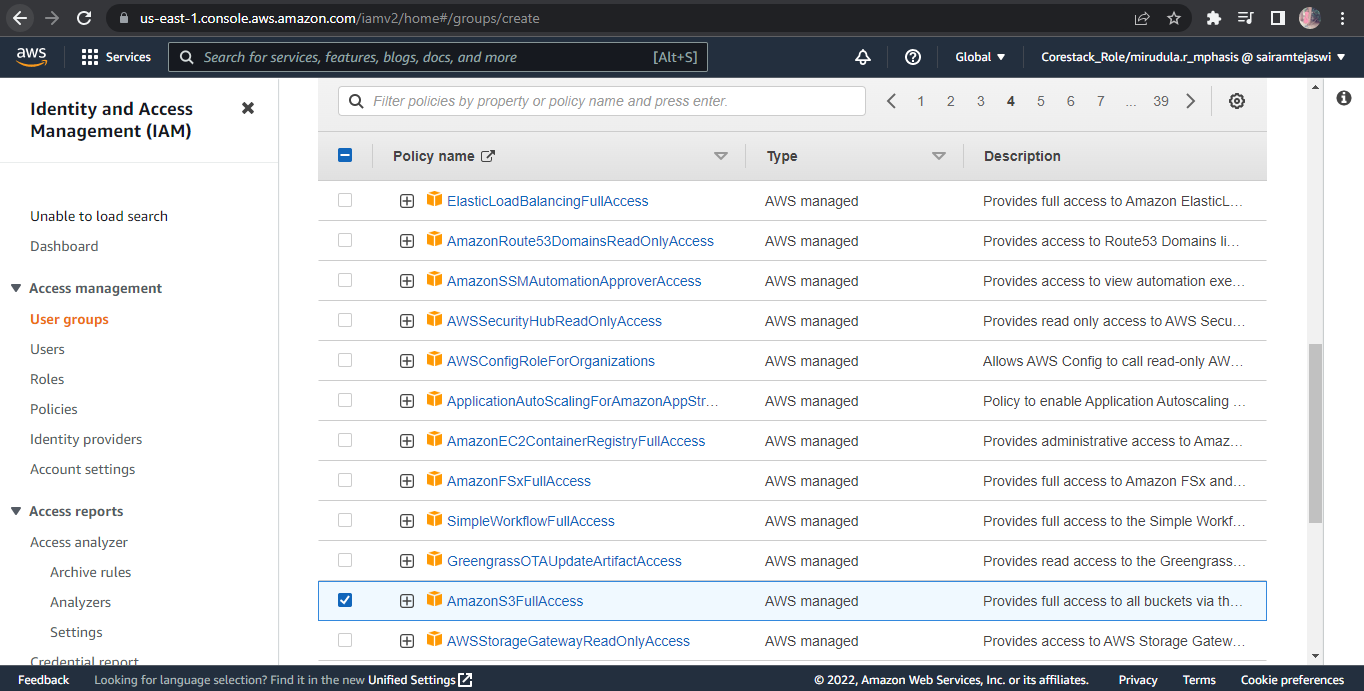 us-east-1.console.aws.amazon.com/iamv2/home#/groups/create
aws
Services
Search for services, features, blogs, docs, and more
[Alt+S]
Global
Corestack_Role/mirudula.r_mphasis @ sairamtejaswi
Identity and Access
Management (IAM)
Unable to load search
Dashboard
Access management
User groups
Users
Roles
Policies
Identity providers
Account settings
Access reports
Access analyzer
Archive rules
Analyzers
Settings
Credential report
Filter policies by property or policy name and press enter.
1 2 3 4 5 6 7 ... 39
Policy name Type Description
ElasticLoadBalancingFullAccess AWS managed Provides full access to Amazon ElasticL...
AmazonRoute53DomainsReadOnlyAccess AWS managed Provides access to Route53 Domains li...
AmazonSSMAutomationApproverAccess AWS managed Provides access to view automation exe...
AWSSecurityHubReadOnlyAccess AWS managed Provides read only access to AWS Secu...
AWSConfigRoleForOrganizations AWS managed Allows AWS Config to call read-only AW...
ApplicationAutoScalingForAmazonAppStr... AWS managed Policy to enable Application Autoscaling ...
AmazonEC2ContainerRegistryFullAccess AWS managed Provides administrative access to Amaz...
AmazonFSxFullAccess AWS managed Provides full access to Amazon FSx and...
SimpleWorkflowFullAccess AWS managed Provides full access to the Simple Workf...
GreengrassOTAUpdateArtifactAccess AWS managed Provides read access to the Greengrass...
AmazonS3FullAccess AWS managed Provides full access to all buckets via th...
AWSStorageGatewayReadOnlyAccess AWS managed Provides access to AWS Storage Gatew...
Feedback Looking for language selection? Find it in the new Unified Settings © 2022, Amazon Web Services, Inc. or its affiliates. Privacy Terms Cookie preferences